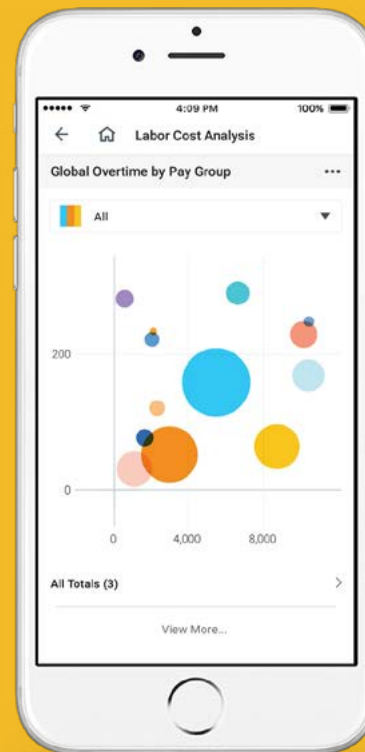 4:09 PM
100%
Labor Cost Analysis
Global Overtime by Pay Group
All
200
0
0
4,000
8,000
All Totals (3)
View More...